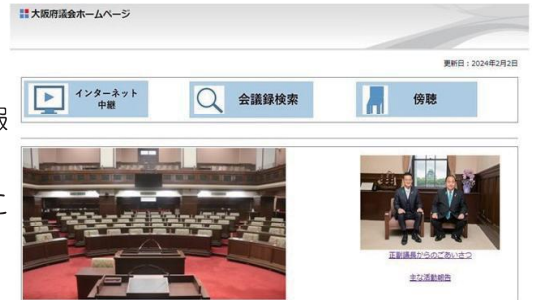 大阪府議会ホームページ
更新日：2024年2月2日
インターネット
中継
会議録検索
傍聴
報
に
正副議長からのごあいさつ
主な活動報告